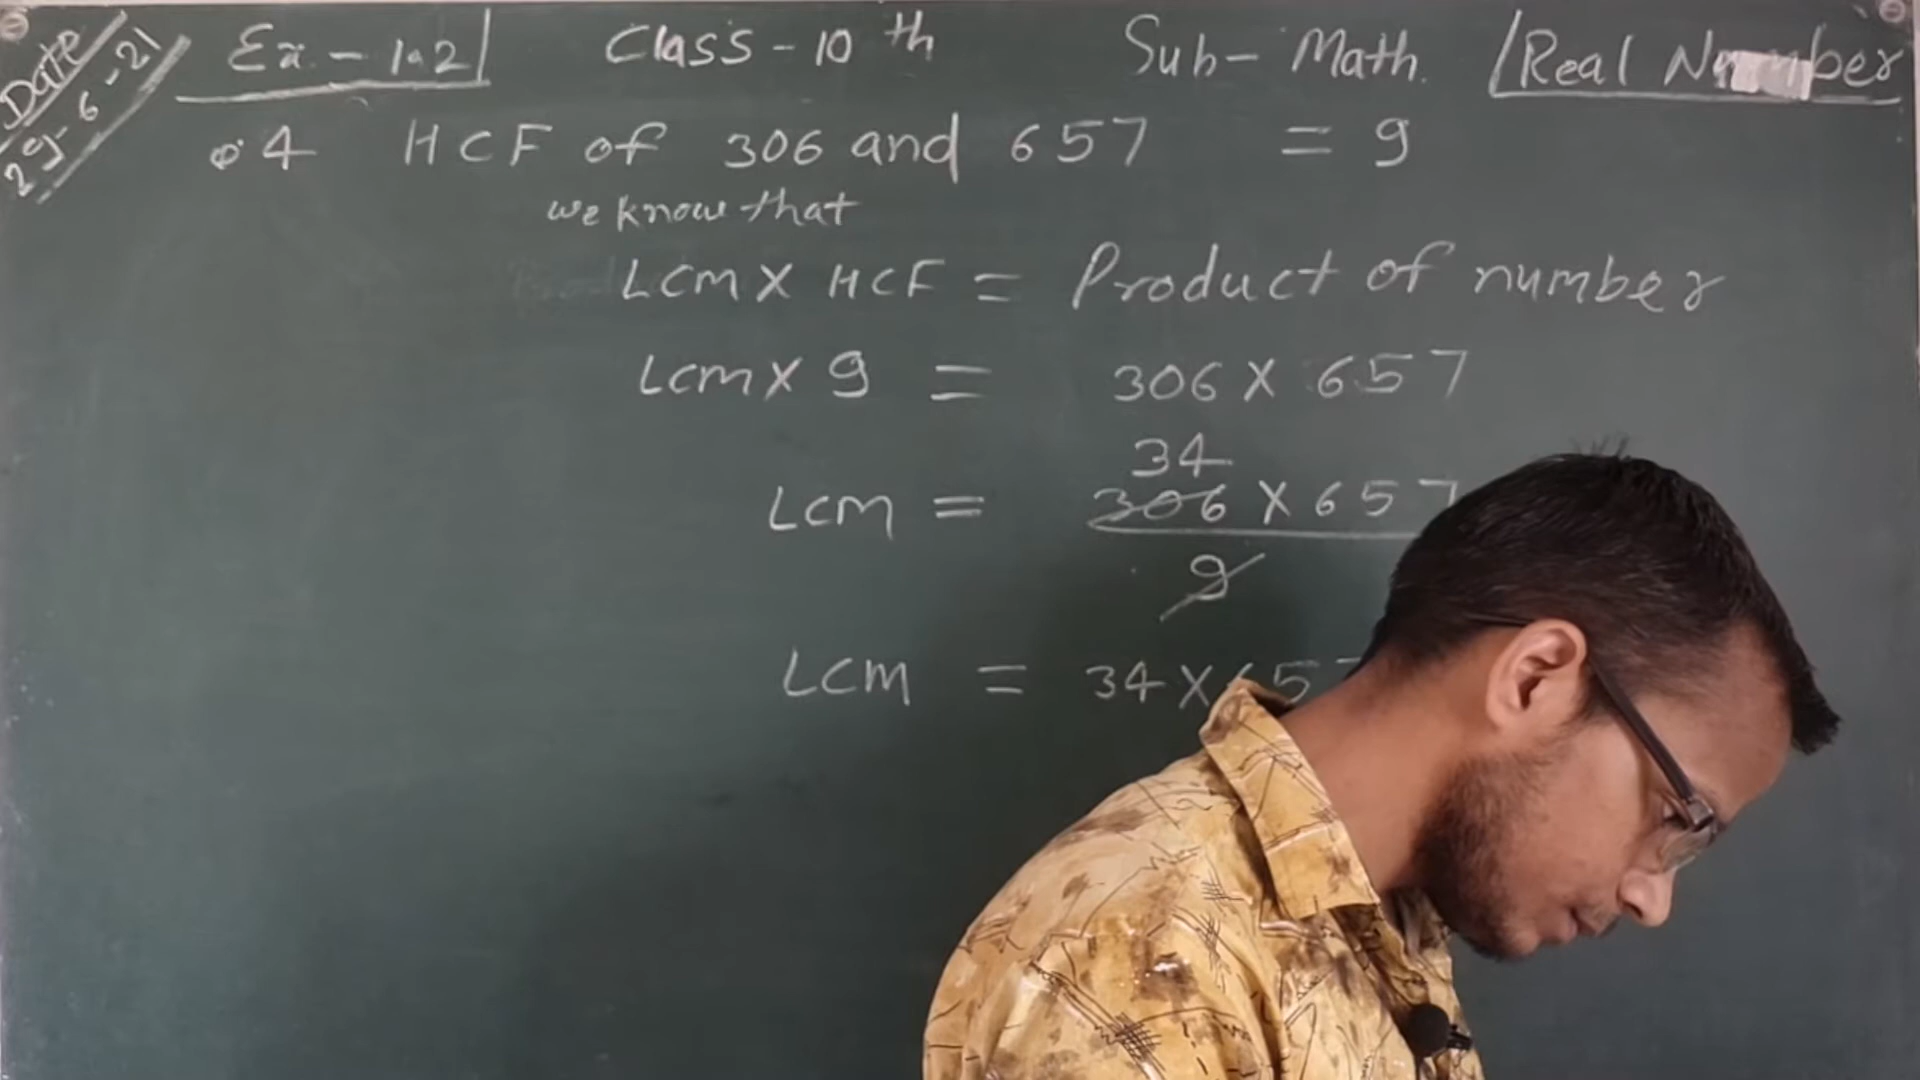 Date
29-6-21
Ex. - 1.2
Class - 10 th
Sub- Math.
Real Number
Q.4 HCF of 306 and 657 = 9
we know that
LCM X HCF = Product of number
LCM X 9 = 306 X 657
34
LCM = 306 X 657
9
LCM = 34 X 657